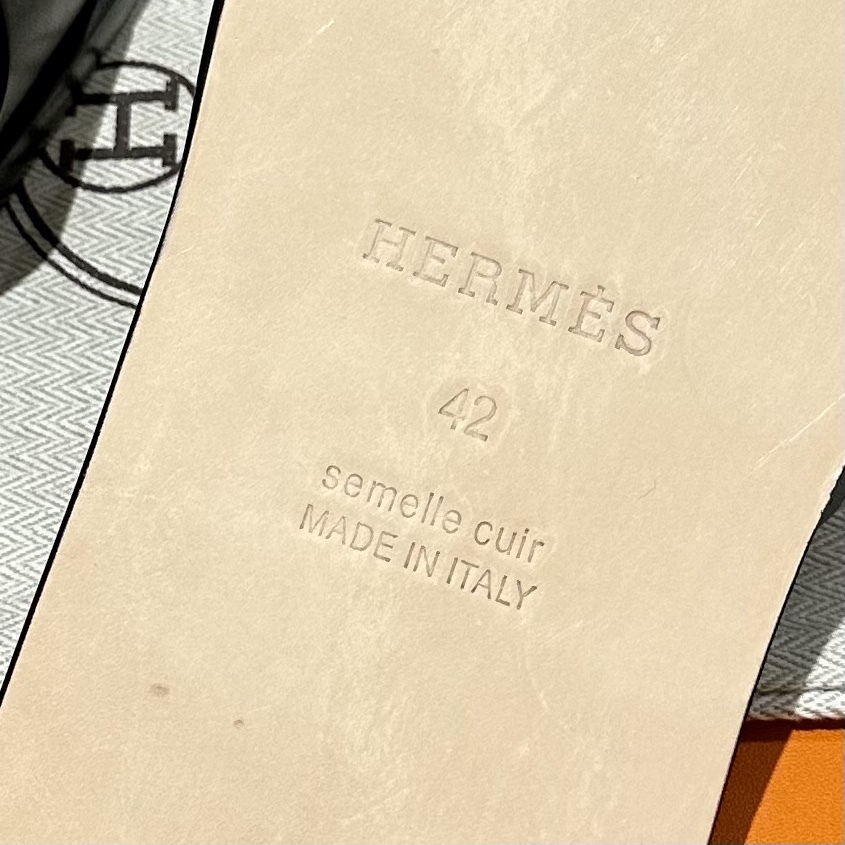 H
HERMÈS
42
semelle cuir
MADE IN ITALY